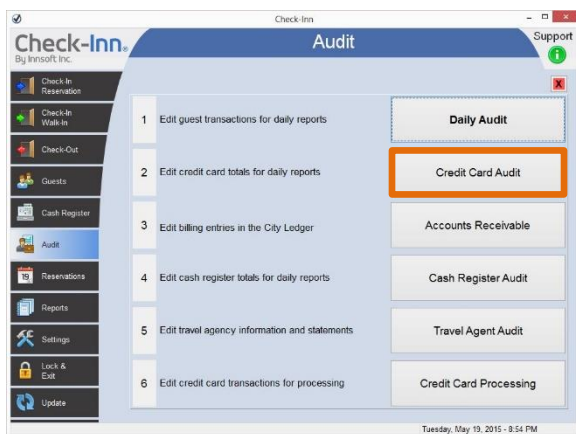 Check-Inn
Check-Inn®
By Innsoft Inc.
Audit
Support
i
X
Check-In
Reservation
Check-In
Walk-In
Check-Out
Guests
Cash Register
Audit
19
Reservations
Reports
Settings
Lock &
Exit
Update
1 Edit guest transactions for daily reports Daily Audit
2 Edit credit card totals for daily reports Credit Card Audit
3 Edit billing entries in the City Ledger Accounts Receivable
4 Edit cash register totals for daily reports Cash Register Audit
5 Edit travel agency information and statements Travel Agent Audit
6 Edit credit card transactions for processing Credit Card Processing
Tuesday, May 19, 2015 - 8:54 PM